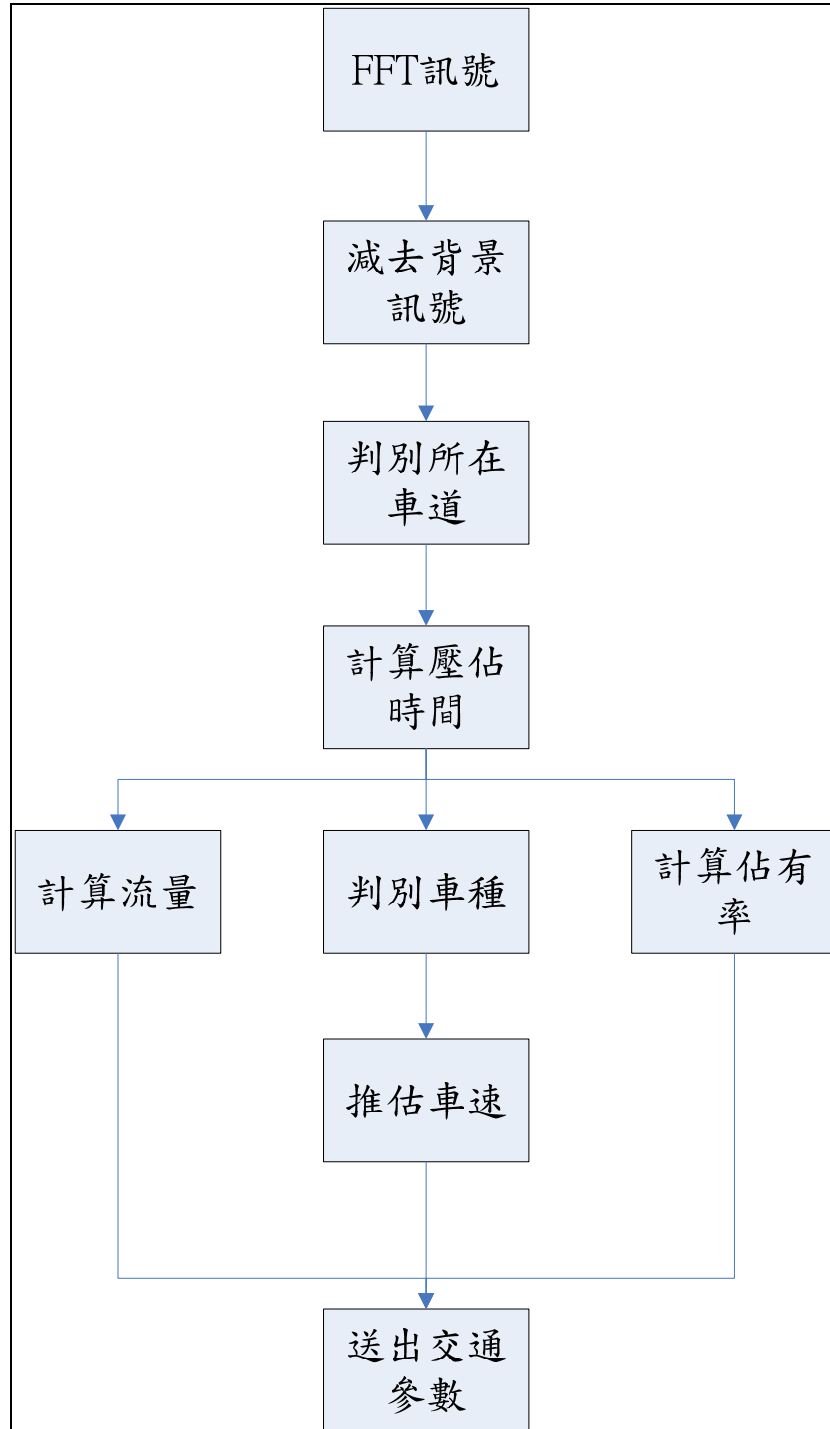 FFT訊號
減去背景
訊號
判別所在
車道
計算壓佔
時間
計算流量
判別車種
計算佔有
率
推估車速
送出交通
參數